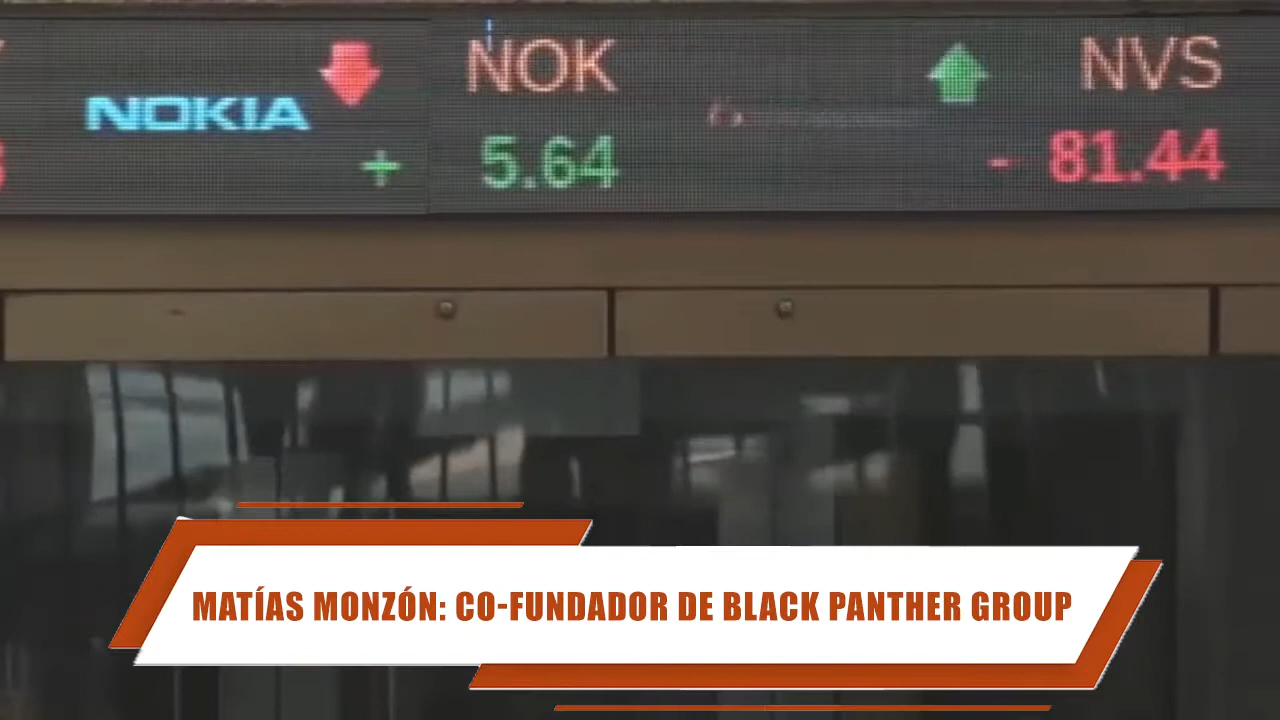 NOKIA
NOK
+ 5.64
NVS
- 81.44
MATÍAS MONZÓN: CO-FUNDADOR DE BLACK PANTHER GROUP